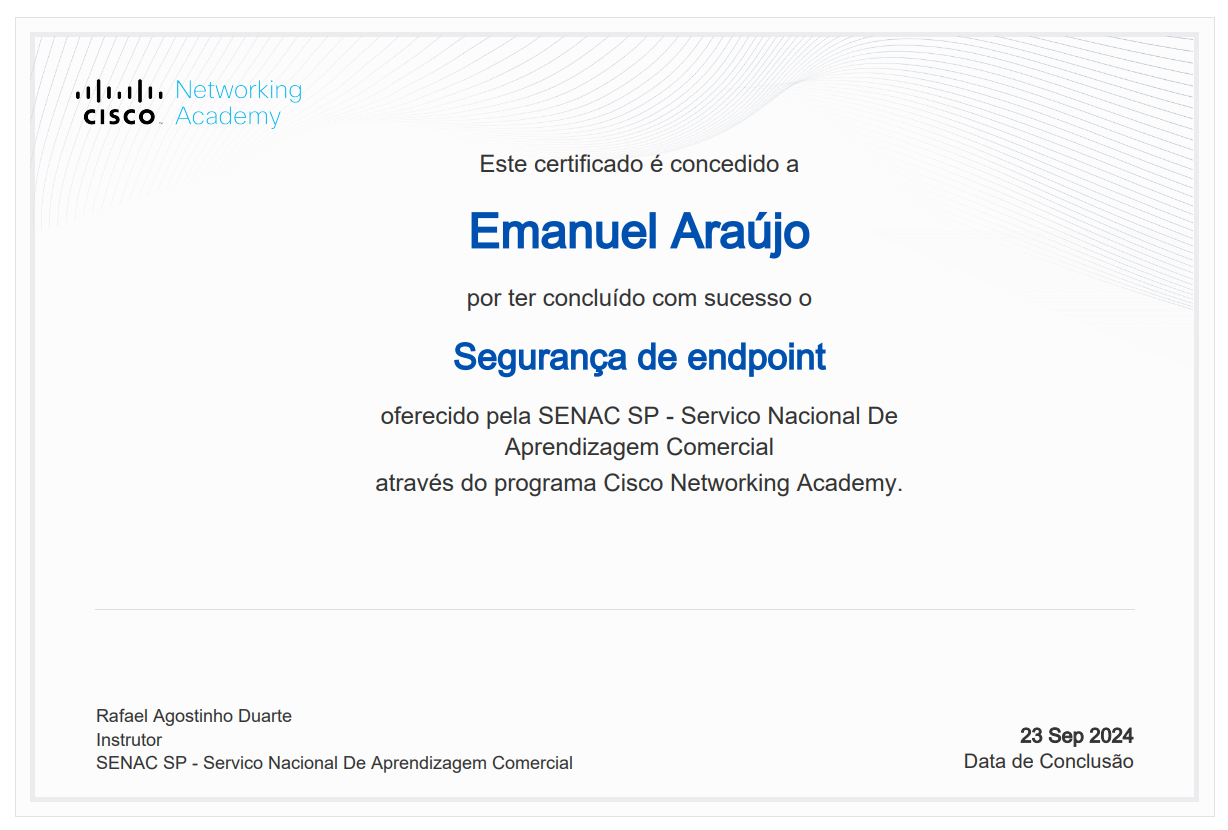 Networking
CISCO Academy
Este certificado é concedido a
Emanuel Araújo
por ter concluído com sucesso o
Segurança de endpoint
oferecido pela SENAC SP - Servico Nacional De
Aprendizagem Comercial
através do programa Cisco Networking Academy.
Rafael Agostinho Duarte
Instrutor
SENAC SP - Servico Nacional De Aprendizagem Comercial
23 Sep 2024
Data de Conclusão